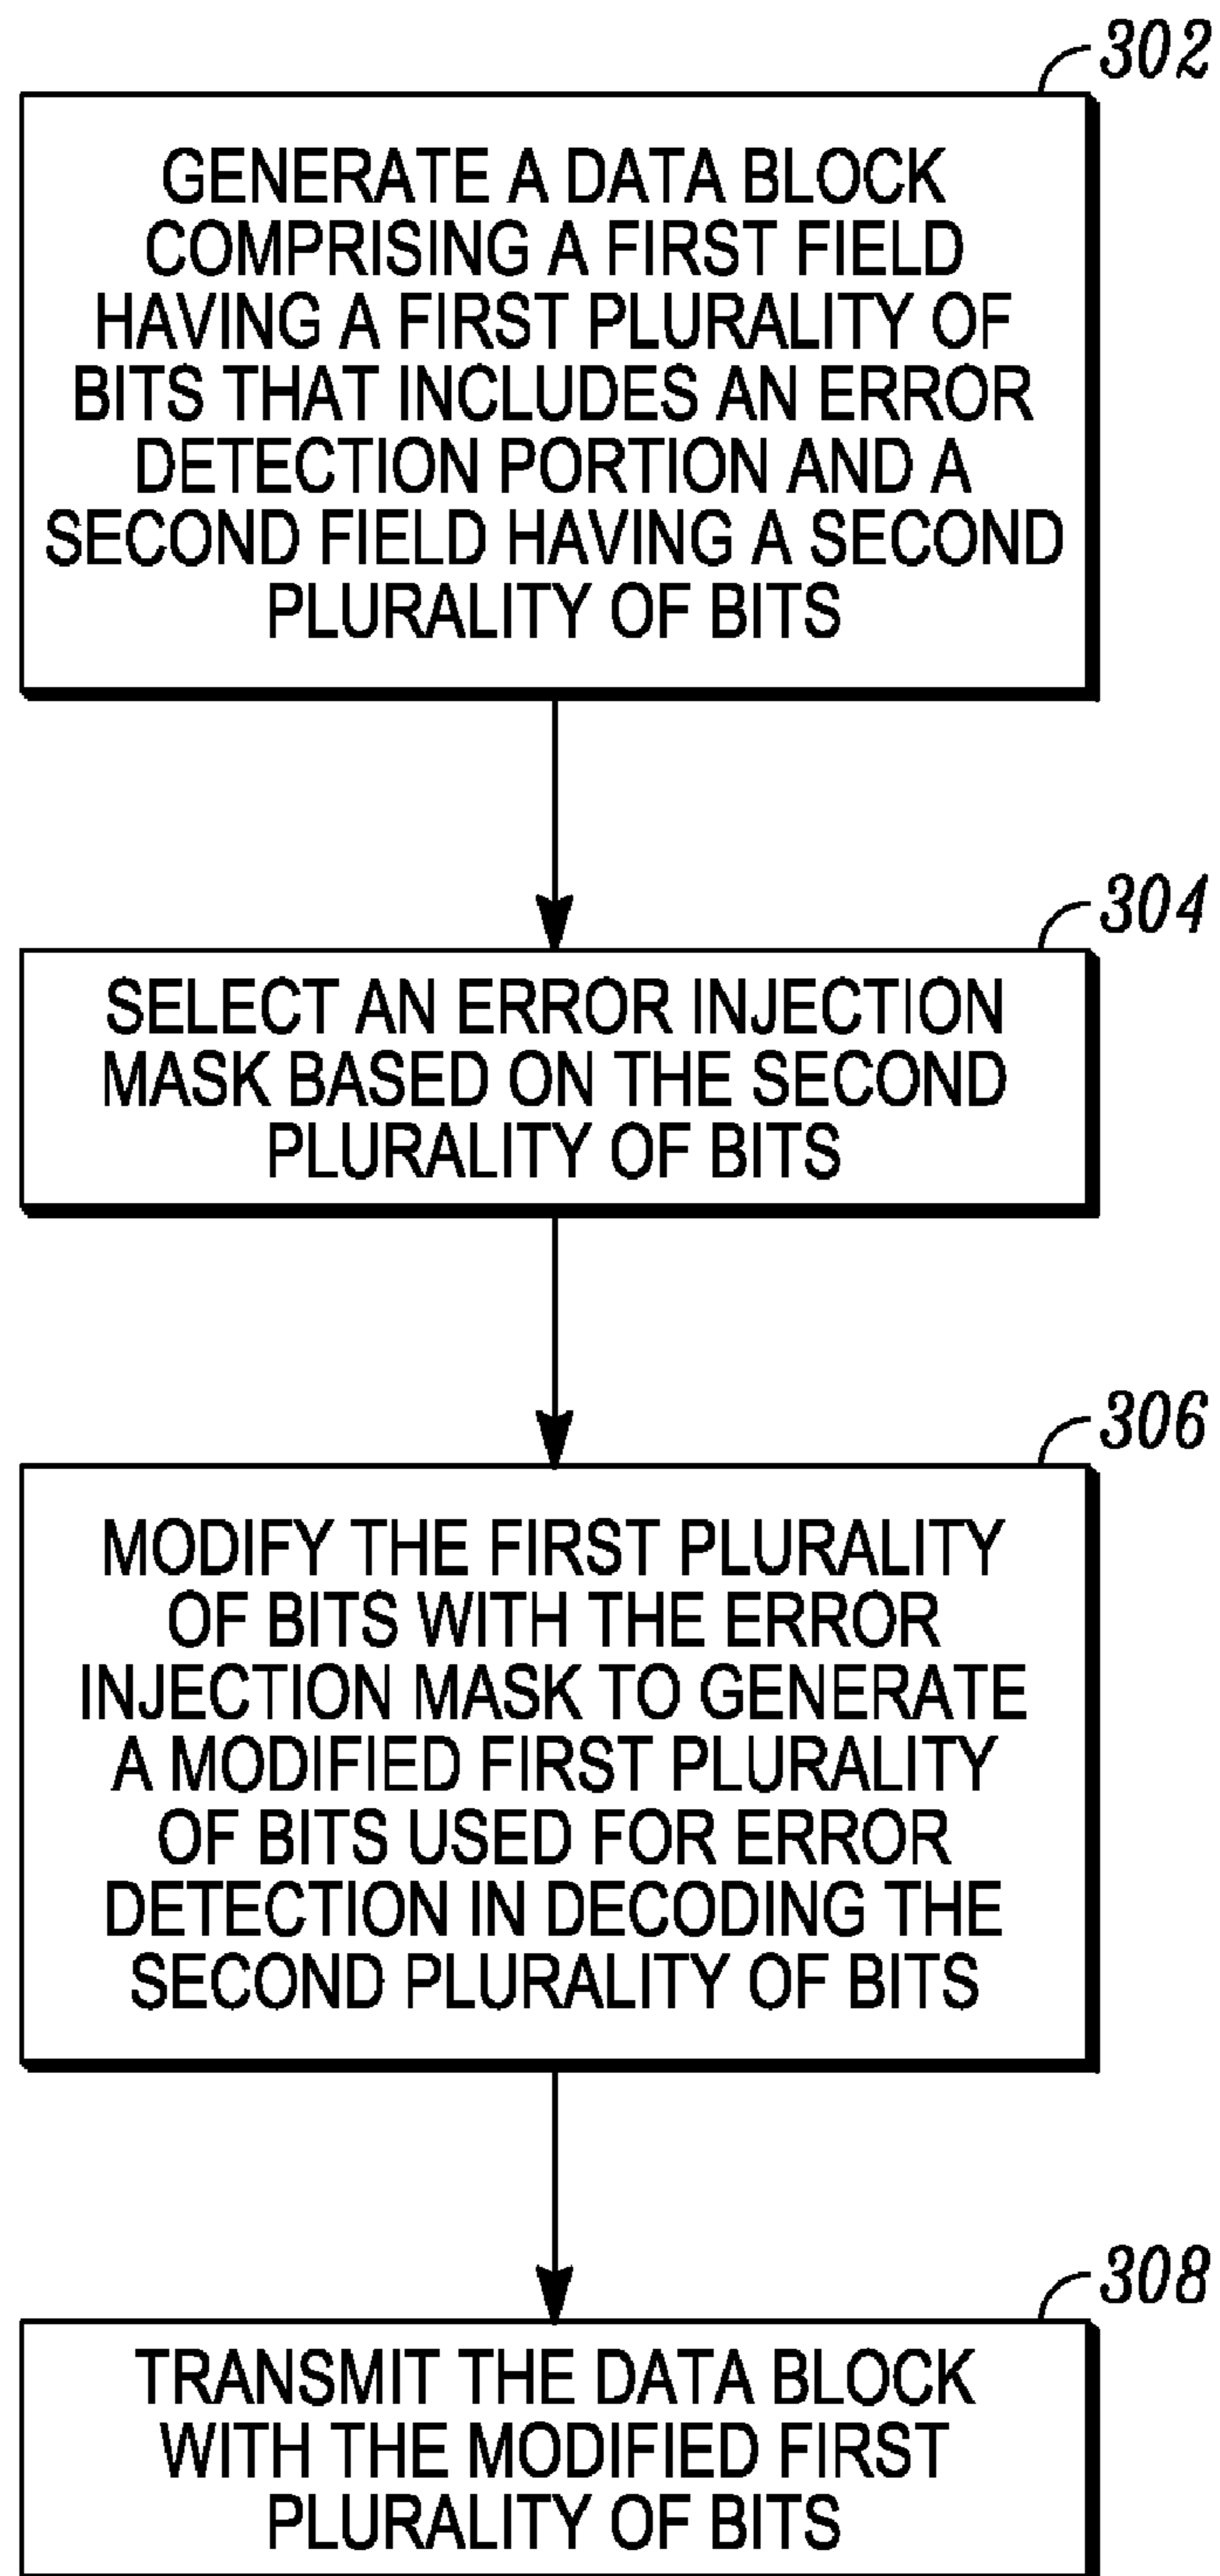 302
GENERATE A DATA BLOCK
COMPRISING A FIRST FIELD
HAVING A FIRST PLURALITY OF
BITS THAT INCLUDES AN ERROR
DETECTION PORTION AND A
SECOND FIELD HAVING A SECOND
PLURALITY OF BITS
304
SELECT AN ERROR INJECTION
MASK BASED ON THE SECOND
PLURALITY OF BITS
306
MODIFY THE FIRST PLURALITY
OF BITS WITH THE ERROR
INJECTION MASK TO GENERATE
A MODIFIED FIRST PLURALITY
OF BITS USED FOR ERROR
DETECTION IN DECODING THE
SECOND PLURALITY OF BITS
308
TRANSMIT THE DATA BLOCK
WITH THE MODIFIED FIRST
PLURALITY OF BITS